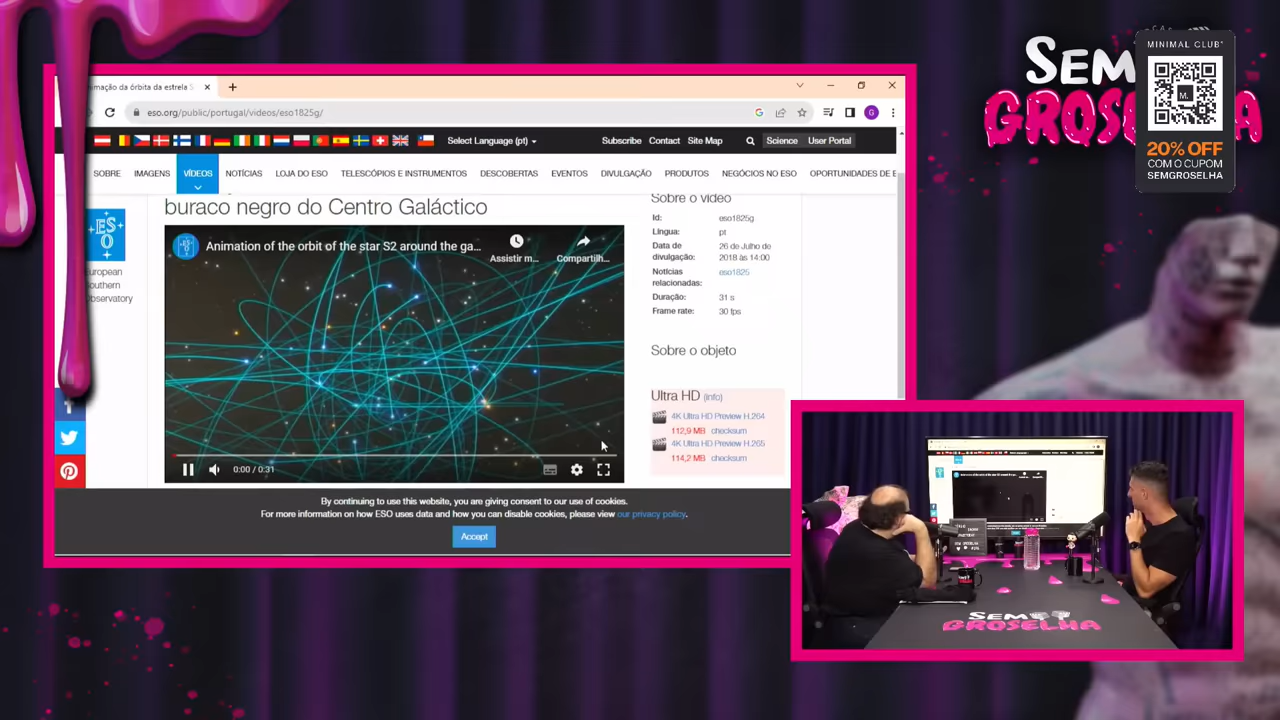 nimação da órbita da estrela S
eso.org/public/portugal/videos/eso1825g/
Select Language (pt)
Subscribe Contact Site Map
Science User Portal
SOBRE IMAGENS VÍDEOS NOTÍCIAS LOJA DO ESO TELESCÓPIOS E INSTRUMENTOS DESCOBERTAS EVENTOS DIVULGAÇÃO PRODUTOS NEGÓCIOS NO ESO OPORTUNIDADES DE E
ESO
European
Southern
Observatory
buraco negro do Centro Galáctico
Animation of the orbit of the star S2 around the ga...
Assistir m...
Compartilh...
0:00 / 0:31
Sobre o vídeo
Id: eso1825g
Língua: pt
Data de divulgação: 26 de Julho de 2018 às 14:00
Notícias relacionadas: eso1825
Duração: 31 s
Frame rate: 30 fps
Sobre o objeto
Ultra HD (info)
4K Ultra HD Preview H.264
112,9 MB checksum
4K Ultra HD Preview H.265
114,2 MB checksum
By continuing to use this website, you are giving consent to our use of cookies.
For more information on how ESO uses data and how you can disable cookies, please view our privacy policy.
Accept
SEM
GROSELHA
MINIMAL CLUB
M.
20% OFF
COM O CUPOM
SEMGROSELHA
SEM
GROSELHA